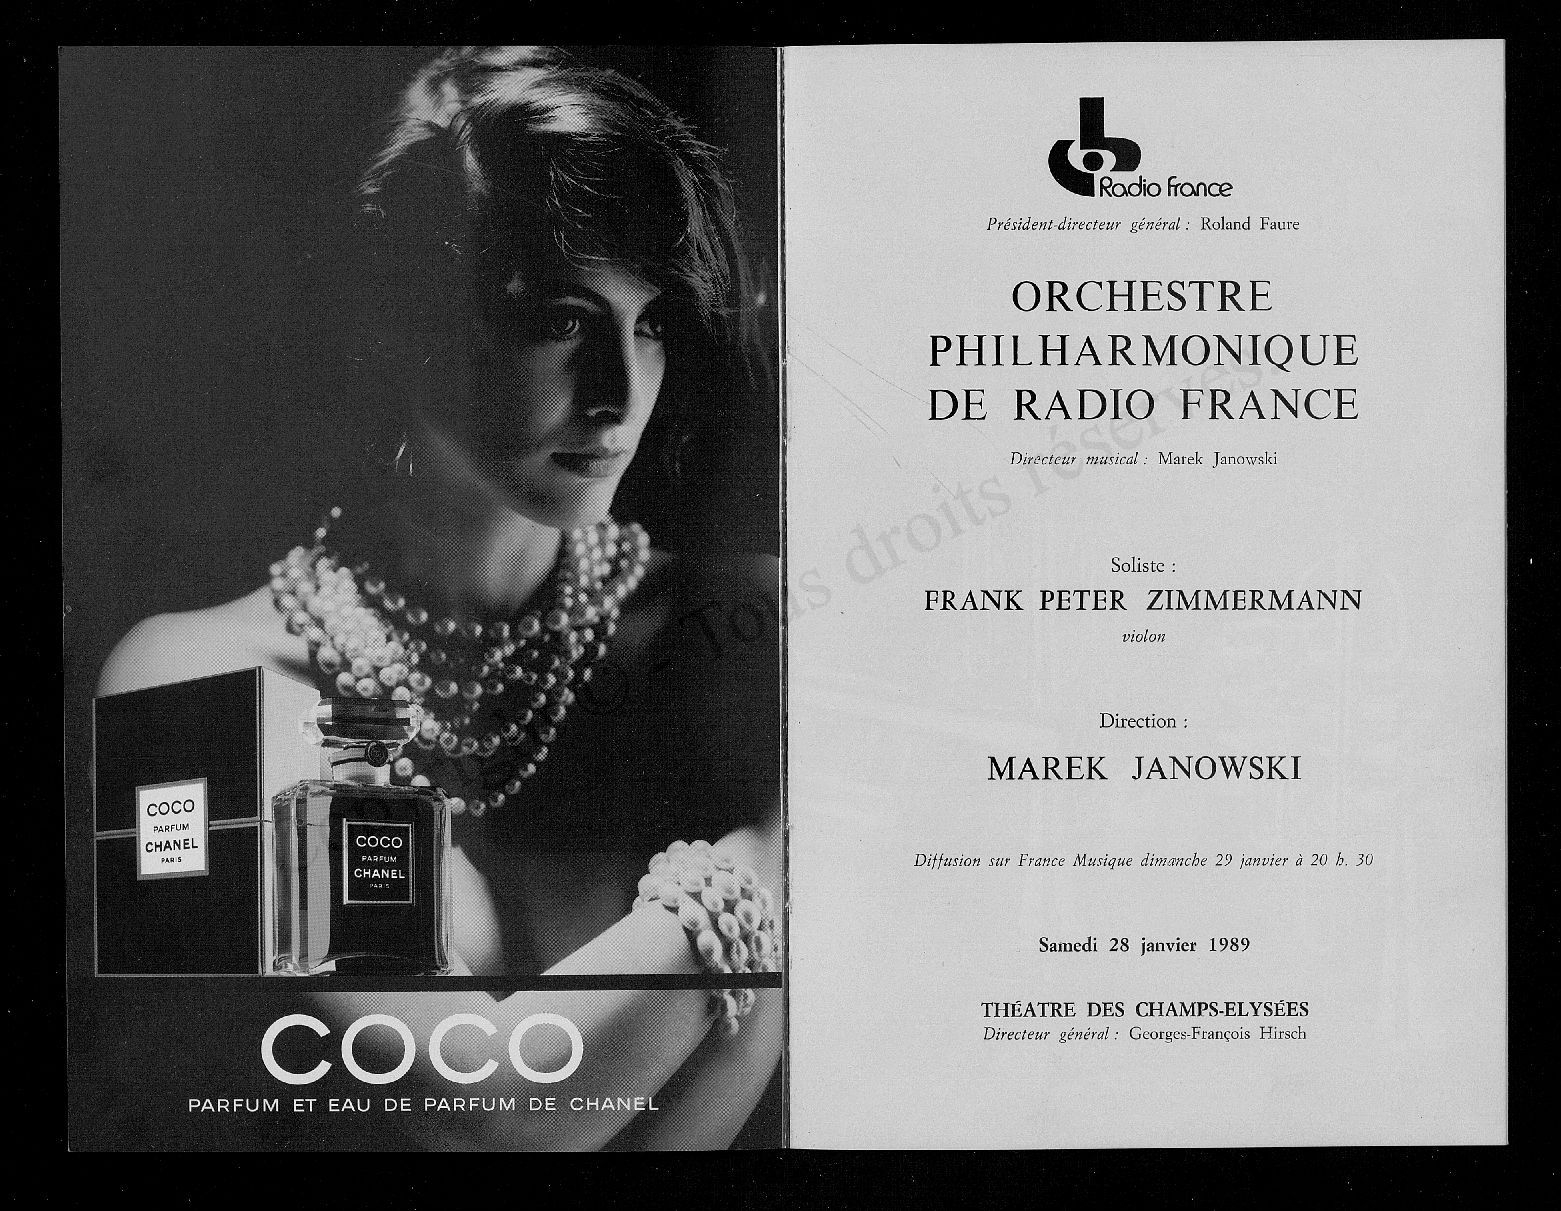 COCO
PARFUM
CHANEL
PARIS
COCO
PARFUM
CHANEL
PARIS
COCO
PARFUM ET EAU DE PARFUM DE CHANEL
Radio France
Président-directeur général : Roland Faure
ORCHESTRE
PHILHARMONIQUE
DE RADIO FRANCE
Directeur musical : Marek Janowski
Soliste :
FRANK PETER ZIMMERMANN
violon
Direction :
MAREK JANOWSKI
Diffusion sur France Musique dimanche 29 janvier à 20 h. 30
Samedi 28 janvier 1989
THÉATRE DES CHAMPS-ELYSÉES
Directeur général : Georges-François Hirsch
Tous droits réservés